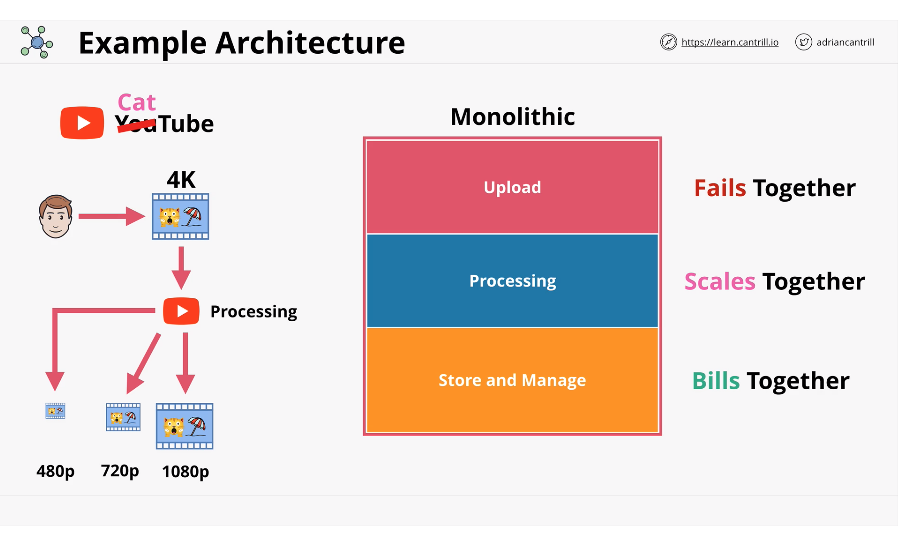 Example Architecture
https://learn.cantrill.io
adriancantrill
Cat
YouTube
4K
Processing
480p
720p
1080p
Monolithic
Upload
Processing
Store and Manage
Fails Together
Scales Together
Bills Together